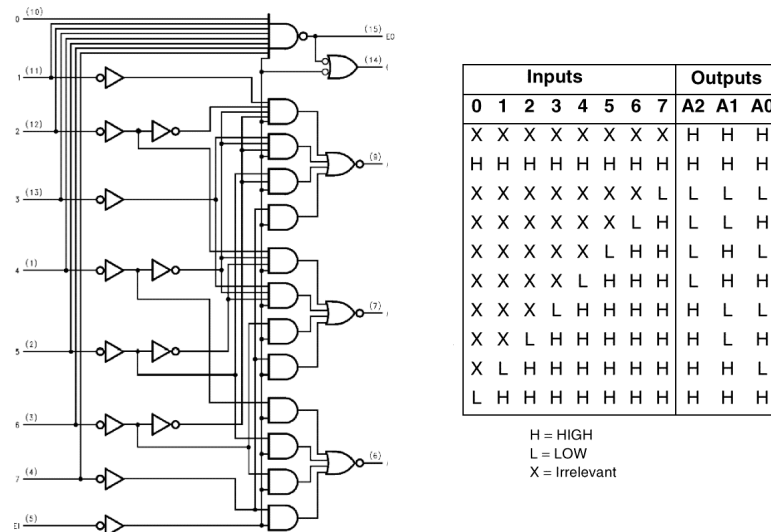 0 (10)
(15) EO
(14)
1 (11)
2 (12)
(9)
3 (13)
4 (1)
(7)
5 (2)
6 (3)
(6)
7 (4)
EI (5)
Inputs Outputs
0 1 2 3 4 5 6 7 A2 A1 A0
X X X X X X X X H H H
H H H H H H H H H H H
X X X X X X X L L L L
X X X X X X L H L L H
X X X X X L H H L H L
X X X X L H H H L H H
X X X L H H H H H L L
X X L H H H H H H L H
X L H H H H H H H H L
L H H H H H H H H H H
H = HIGH
L = LOW
X = Irrelevant